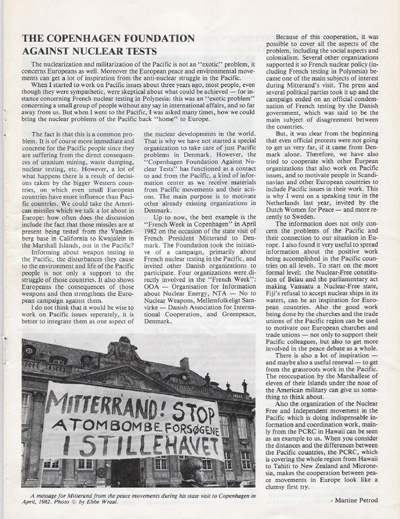 THE COPENHAGEN FOUNDATION
AGAINST NUCLEAR TESTS
The nuclearization and militarization of the Pacific is not an “exotic” problem, it
concerns Europeans as well. Moreover the European peace and environmental move-
ments can get a lot of inspiration from the anti-nuclear struggle in the Pacific.
When I started to work on Pacific issues about three years ago, most people, even
though they were sympathetic, were skeptical about what could be achieved — for in-
stance concerning French nuclear testing in Polynesia: this was an “exotic problem”
concerning a small group of people without any say in international affairs, and so far
away from us. But when I went to the Pacific, I was asked many times, how we could
bring the nuclear problems of the Pacific back “home” to Europe.
The fact is that this is a common pro-
blem. It is of course more immediate and
concrete for the Pacific people since they
are suffering from the direct consequen-
ces of uranium mining, waste dumping,
nuclear testing, etc. However, a lot of
what happens there is a result of decis-
ions taken by the bigger Western coun-
tries, on which even small European
countries have more influence than Paci-
fic countries. We could take the Ameri-
can missiles which we talk a lot about in
Europe: how often does the discussion
include the fact that those missiles are at
present being tested from the Vanden-
berg base in California to Kwajalein in
the Marshall Islands, out in the Pacific?
Informing about weapon testing in
the Pacific, the disturbances they cause
to the environment and life of the Pacific
people is not only a support to the
struggle of those countries. It also shows
Europeans the consequences of those
weapons and then strengthens the Euro-
pean campaign against them.
I do not think that it would be wise to
work on Pacific issues seperately, it is
better to integrate them as one aspect of
the nuclear developments in the world.
That is why we have not started a special
organization to take care of just Pacific
problems in Denmark. However, the
“Copenhagen Foundation Against Nu-
clear Tests” has functioned as a contact
to and from the Pacific, a kind of infor-
mation center as we receive materials
from Pacific movements and their acti-
ons. The main purpose is to motivate
other already existing organizations in
Denmark.
Up to now, the best example is the
“French Week in Copenhagen” in April
1982 on the occasion of the state visit of
French President Mitterand to Den-
mark. The Foundation took the initiati-
ve of a campaign, primarily about
French nuclear testing in the Pacific, and
invited other Danish organizations to
participate. Four organizations were di-
rectly involved in the “French Week”:
OOA — Organisation for Information
about Nuclear Energy, NTA — No to
Nuclear Weapons, Mellemfolkeligt Sam-
virke — Danish Association for Interna-
tional Cooperation, and Greenpeace,
Denmark.
MITTERRAND! STOP
ATOMBOMBEFORSØGENE
STILLEHAVET
A message for Mitterrand from the peace movements during his state visit to Copenhagen in
April, 1982. Photo © by Ebbe Wraae.
Because of this cooperation, it was
possible to cover all the aspects of the
problem, including the social aspects and
colonialism. Several other organizations
supported it so French nuclear policy (in-
cluding French testing in Polynesia) be-
came one of the main subjects of interest
during Mitterand's visit. The press and
several political parties took it up and the
campaign ended on an official condem-
nation of French testing by the Danish
government, which was said to be the
main subject of disagreement between
the countries.
But, it was clear from the beginning
that even official protests were not going
to get us very far, if it came from Den-
mark alone. Therefore, we have also
tried to cooperate with other European
organizations that also work on Pacific
issues, and to motivate people in Scandi-
navian and other European countries to
include Pacific issues in their work. This
is why I went on a speaking tour in the
Netherlands last year, invited by the
Dutch Women for Peace — and more re-
cently to Sweden.
The information does not only con-
cern the problems of the Pacific and
their connection to our situation in Eu-
rope. I also found it very useful to spread
information about the positive work
being accomplished in the Pacific coun-
tries on all levels. To start on the more
formal level: the Nuclear-Free constitu-
tion of Belau and the parliamentary act
making Vanuatu a Nuclear-Free state,
Fiji's refusal to accept nuclear ships in its
waters, can be an inspiration for Euro-
pean countries. Also the good work
being done by the churches and the trade
unions of the Pacific region can be used
to motivate our European churches and
trade unions — not only to support their
Pacific colleagues, but also to get more
involved in the peace debate as a whole.
There is also a lot of inspiration —
and maybe also a useful renewal — to get
from the grassroots work in the Pacific.
The reoccupation by the Marshallese of
eleven of their Islands under the nose of
the American military can give us some-
thing to think about.
Also the organization of the Nuclear
Free and Independent movement in the
Pacific which is doing indispensable in-
formation and coordination work, main-
ly from the PCRC in Hawaii can be seen
as an example to us. When you consider
the distances and the differences between
the Pacific countries, the PCRC, which
is covering the whole region from Hawaii
to Tahiti to New Zealand and Microne-
sia, makes the cooperation between pea-
ce movements in Europe look like a
clumsy first try.
- Martine Petrod